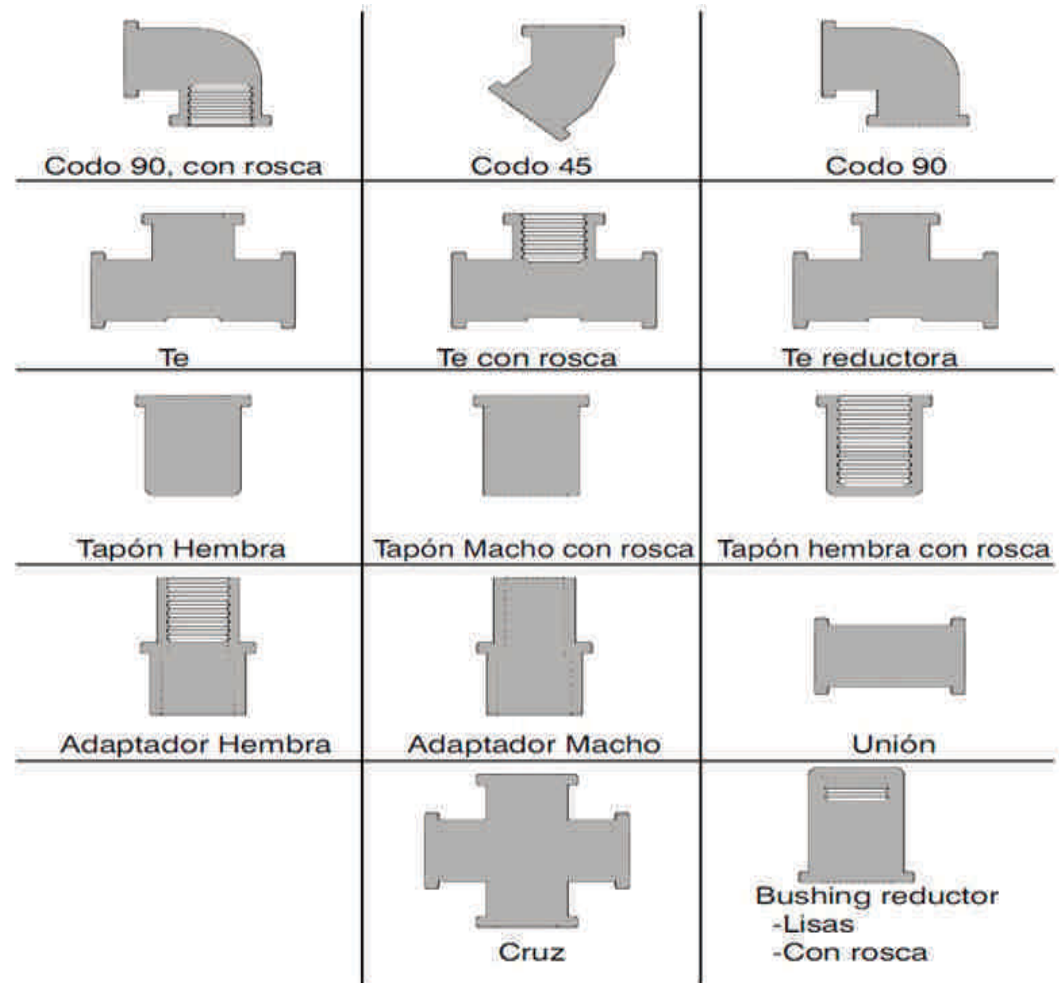 Codo 90, con rosca
Codo 45
Codo 90
Te
Te con rosca
Te reductora
Tapón Hembra
Tapón Macho con rosca
Tapón hembra con rosca
Adaptador Hembra
Adaptador Macho
Unión
Cruz
Bushing reductor
-Lisas
-Con rosca